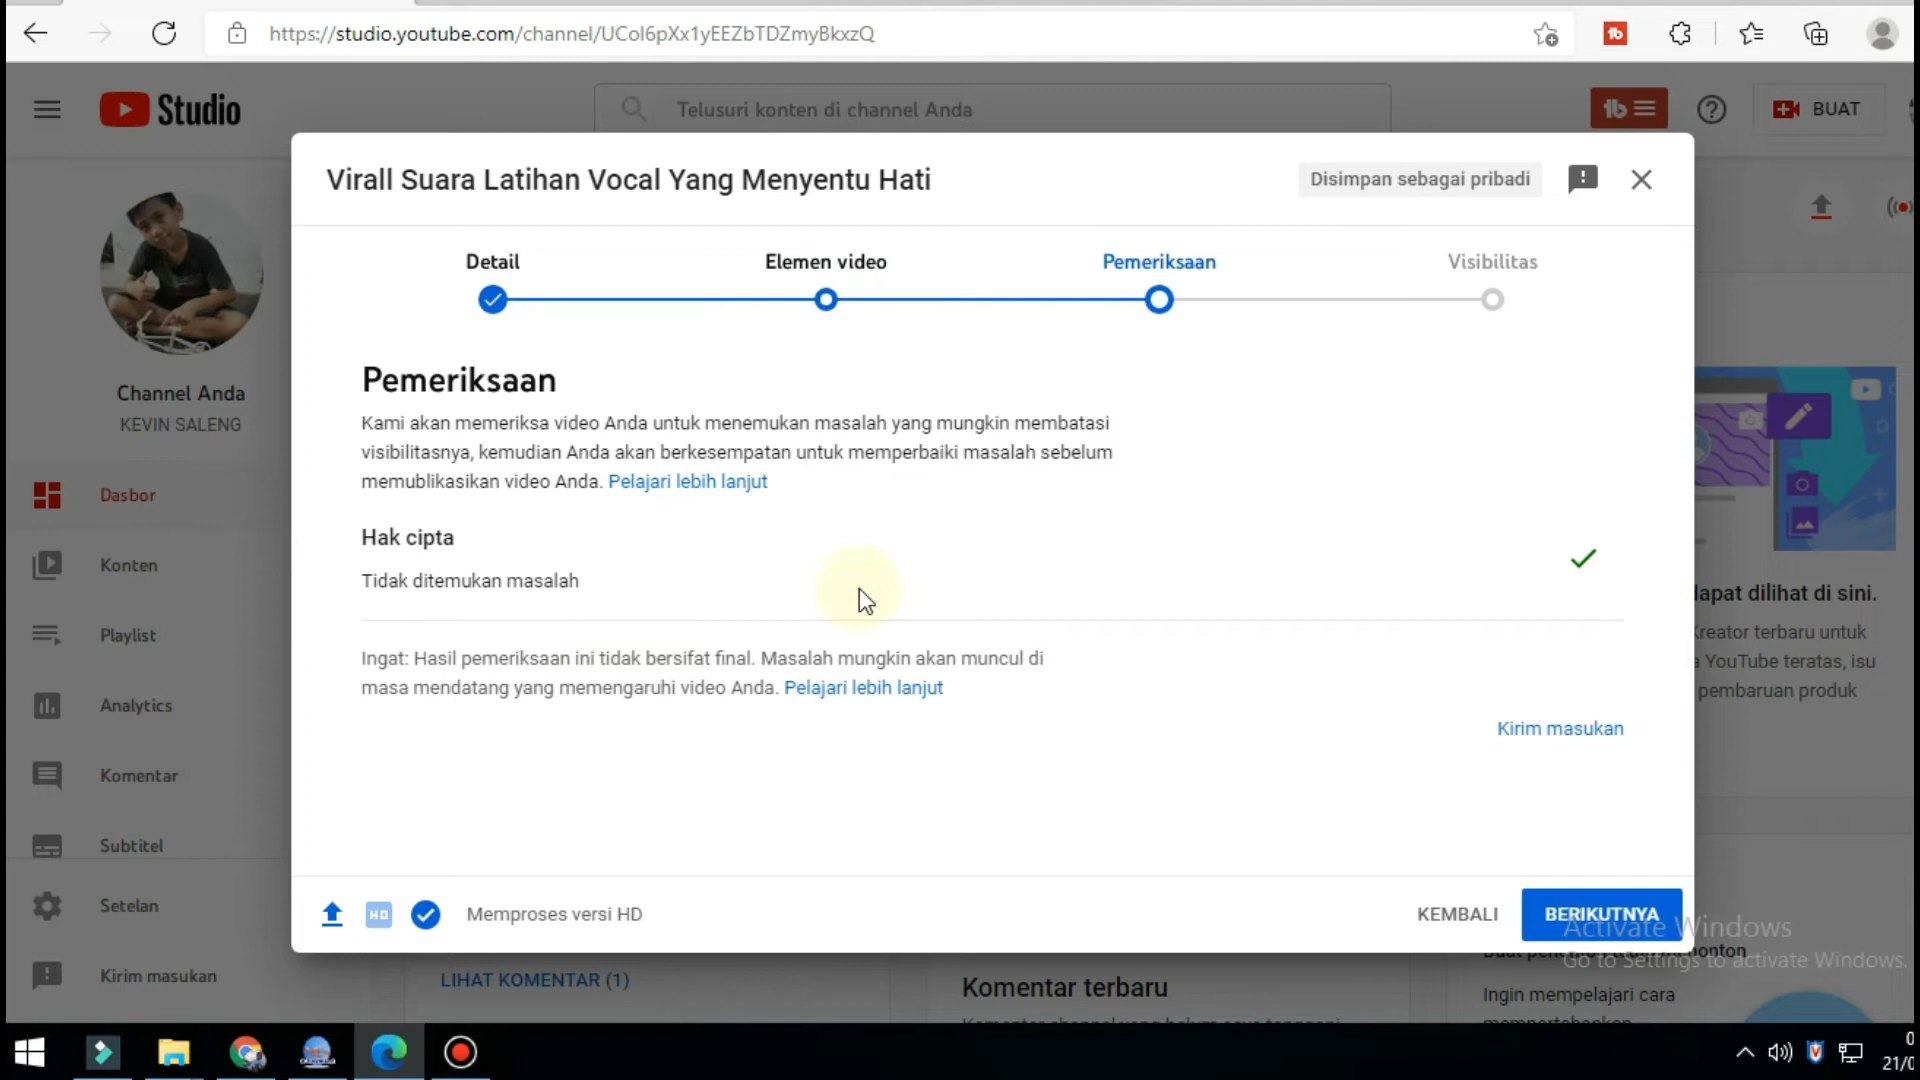 https://studio.youtube.com/channel/UCol6pXx1yEEZbTDZmyBkxzQ
Studio
Telusuri konten di channel Anda
BUAT
Virall Suara Latihan Vocal Yang Menyentu Hati
Disimpan sebagai pribadi
Detail
Elemen video
Pemeriksaan
Visibilitas
Pemeriksaan
Kami akan memeriksa video Anda untuk menemukan masalah yang mungkin membatasi
visibilitasnya, kemudian Anda akan berkesempatan untuk memperbaiki masalah sebelum
memublikasikan video Anda. Pelajari lebih lanjut
Hak cipta
Tidak ditemukan masalah
Ingat: Hasil pemeriksaan ini tidak bersifat final. Masalah mungkin akan muncul di
masa mendatang yang memengaruhi video Anda. Pelajari lebih lanjut
Kirim masukan
HD
Memproses versi HD
KEMBALI
BERIKUTNYA
Channel Anda
KEVIN SALENG
Dasbor
Konten
Playlist
Analytics
Komentar
Subtitel
Setelan
Kirim masukan
LIHAT KOMENTAR (1)
Komentar terbaru
dapat dilihat di sini.
Kreator terbaru untuk
YouTube teratas, isu
pembaruan produk
Ingin mempelajari cara
Activate Windows
Go to Settings to activate Windows.